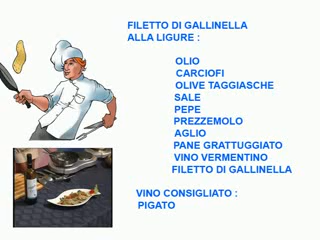 FILETTO DI GALLINELLA
ALLA LIGURE :
OLIO
CARCIOFI
OLIVE TAGGIASCHE
SALE
PEPE
PREZZEMOLO
AGLIO
PANE GRATTUGGIATO
VINO VERMENTINO
FILETTO DI GALLINELLA
VINO CONSIGLIATO :
PIGATO